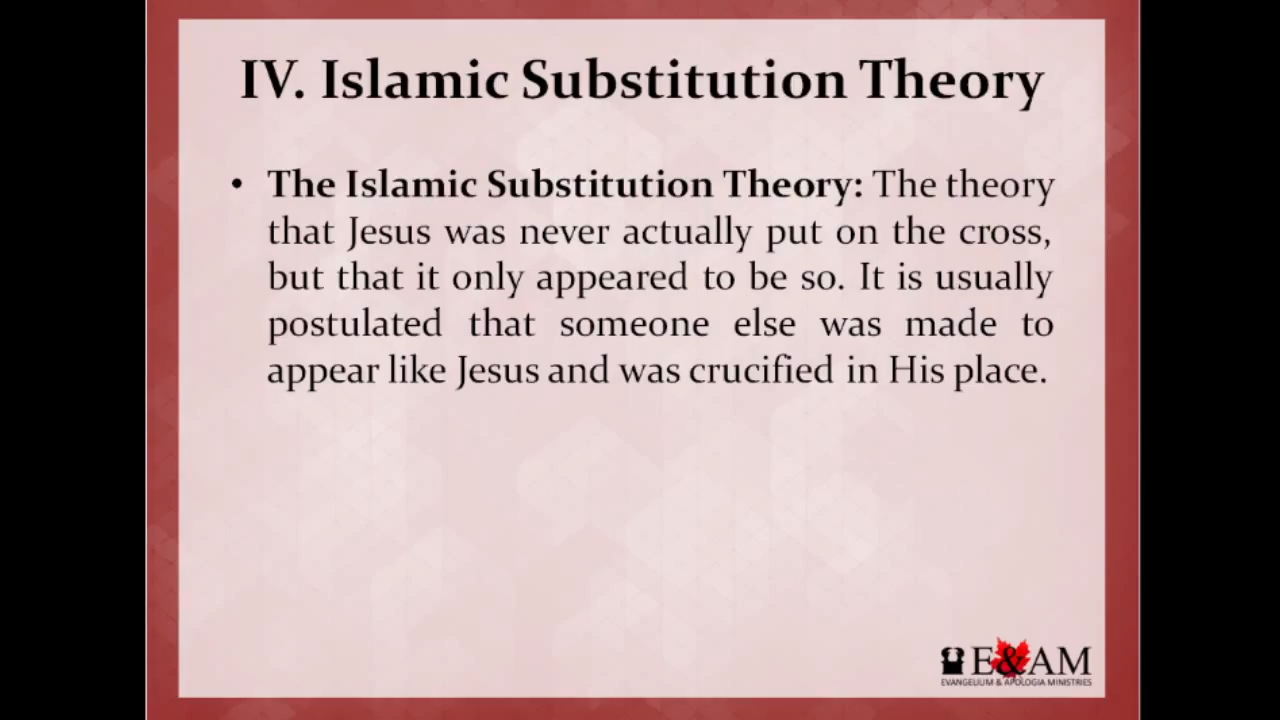 IV. Islamic Substitution Theory
• The Islamic Substitution Theory: The theory
that Jesus was never actually put on the cross,
but that it only appeared to be so. It is usually
postulated that someone else was made to
appear like Jesus and was crucified in His place.
E&AM
EVANGELIUM & APOLOGIA MINISTRIES